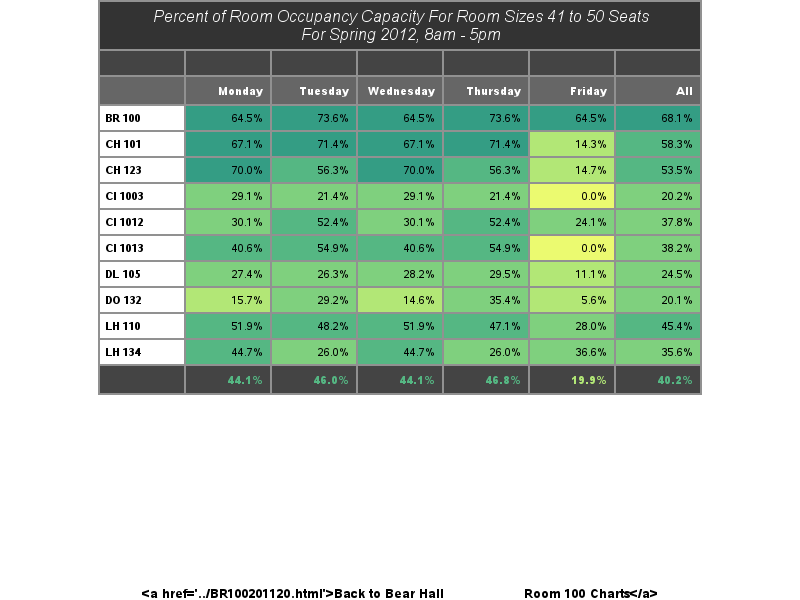 Percent of Room Occupancy Capacity For Room Sizes 41 to 50 Seats
For Spring 2012, 8am - 5pm
Monday Tuesday Wednesday Thursday Friday All
BR 100 64.5% 73.6% 64.5% 73.6% 64.5% 68.1%
CH 101 67.1% 71.4% 67.1% 71.4% 14.3% 58.3%
CH 123 70.0% 56.3% 70.0% 56.3% 14.7% 53.5%
CI 1003 29.1% 21.4% 29.1% 21.4% 0.0% 20.2%
CI 1012 30.1% 52.4% 30.1% 52.4% 24.1% 37.8%
CI 1013 40.6% 54.9% 40.6% 54.9% 0.0% 38.2%
DL 105 27.4% 26.3% 28.2% 29.5% 11.1% 24.5%
DO 132 15.7% 29.2% 14.6% 35.4% 5.6% 20.1%
LH 110 51.9% 48.2% 51.9% 47.1% 28.0% 45.4%
LH 134 44.7% 26.0% 44.7% 26.0% 36.6% 35.6%
44.1% 46.0% 44.1% 46.8% 19.9% 40.2%
<a href='../BR100201120.html'>Back to Bear Hall Room 100 Charts</a>